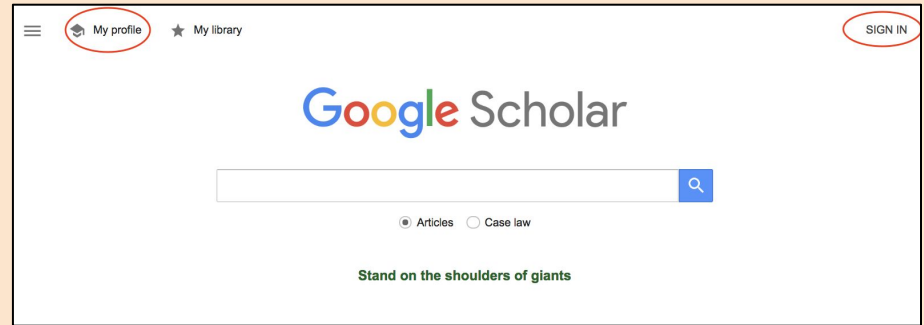 My profile My library SIGN IN
Google Scholar
Articles Case law
Stand on the shoulders of giants